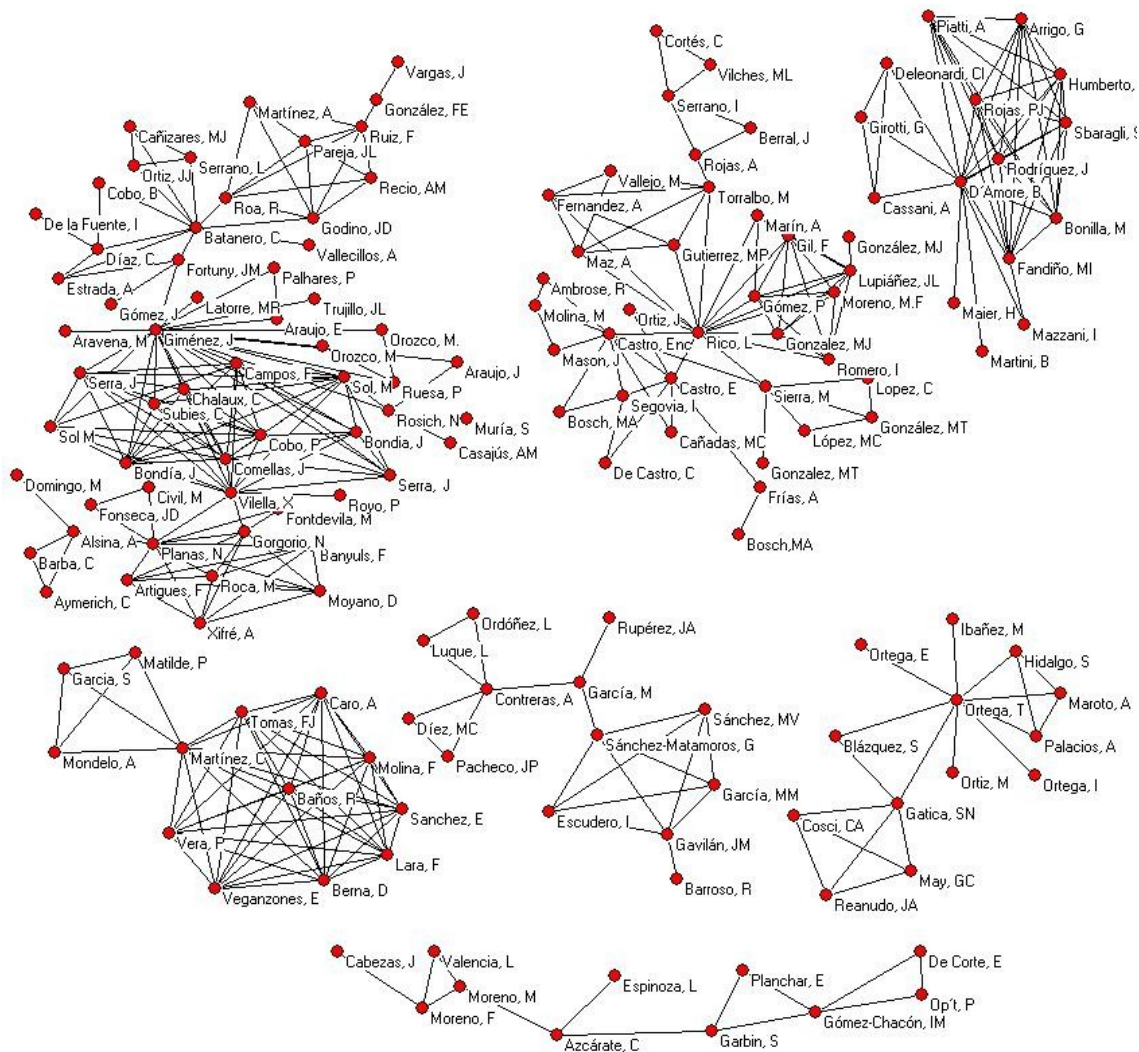 Piatti, A
Arrigo, G
Cortés, C
Vargas, J
Vilches, ML
Deleonardi, CI
Humberto,
González, FE
Serrano, I
Rojas, PJ
Martínez, A
Ruiz, F
Girotti, G
Sbaragli, S
Cañizares, MJ
Pareja, JL
Berral, J
Serrano, L
Rojas, A
Rodríguez, J
Ortiz, JJ
Recio, AM
Vallejo, M
D´Amore, B
Cobo, B
Roa, R
Fernandez, A
Torralbo, M
Cassani, A
De la Fuente, I
Godino, JD
Marín, A
Bonilla, M
Batanero, C
Gil, F
González, MJ
Díaz, C
Vallecillos, A
Maz, A
Gutierrez, MP
Fandiño, MI
Estrada, A
Fortuny, JM
Palhares, P
Lupiáñez, JL
Ambrose, R
Gómez, P
Moreno, M.F
Gómez, J
Latorre, MR
Trujillo, JL
Molina, M
Ortiz, J
Maier, H
Aravena, M
Giménez, J
Araujo, E
Orozco, M.
Castro, Enc
Rico, L
Gonzalez, MJ
Mazzani, I
Orozco, M
Mason, J
Romero, I
Martini, B
Serra, J
Campos, F
Sol, M
Ruesa, P
Araujo, J
Castro, E
Sierra, M
Lopez, C
Chalaux, C
Segovia, I
Subies, C
Rosich, N
Muría, S
Bosch, MA
González, MT
Sol M
Cobo, P
Bondia, J
Casajús, AM
Cañadas, MC
López, MC
Bondía, J
Comellas, J
Serra, J
De Castro, C
Gonzalez, MT
Domingo, M
Civil, M
Vilella, X
Royo, P
Frías, A
Fonseca, JD
Fontdevila, M
Alsina, A
Planas, N
Gorgorio, N
Bosch,MA
Barba, C
Banyuls, F
Artigues, F
Roca, M
Moyano, D
Aymerich, C
Xifré, A
Ordóñez, L
Rupérez, JA
Ibañez, M
Matilde, P
Luque, L
Ortega, E
Hidalgo, S
Garcia, S
Contreras, A
García, M
Maroto, A
Caro, A
Ortega, T
Tomas, FJ
Díez, MC
Sánchez, MV
Mondelo, A
Martínez, C
Sánchez-Matamoros, G
Blázquez, S
Palacios, A
Molina, F
Pacheco, JP
Ortiz, M
Ortega, I
Baños, R
García, MM
Sanchez, E
Escudero, I
Cosci, CA
Gatica, SN
Vera, P
Gavilán, JM
Lara, F
May, GC
Veganzones, E
Berna, D
Barroso, R
Reanudo, JA
Cabezas, J
Valencia, L
De Corte, E
Planchar, E
Espinoza, L
Moreno, M
Op´t, P
Moreno, F
Gómez-Chacón, IM
Azcárate, C
Garbin, S